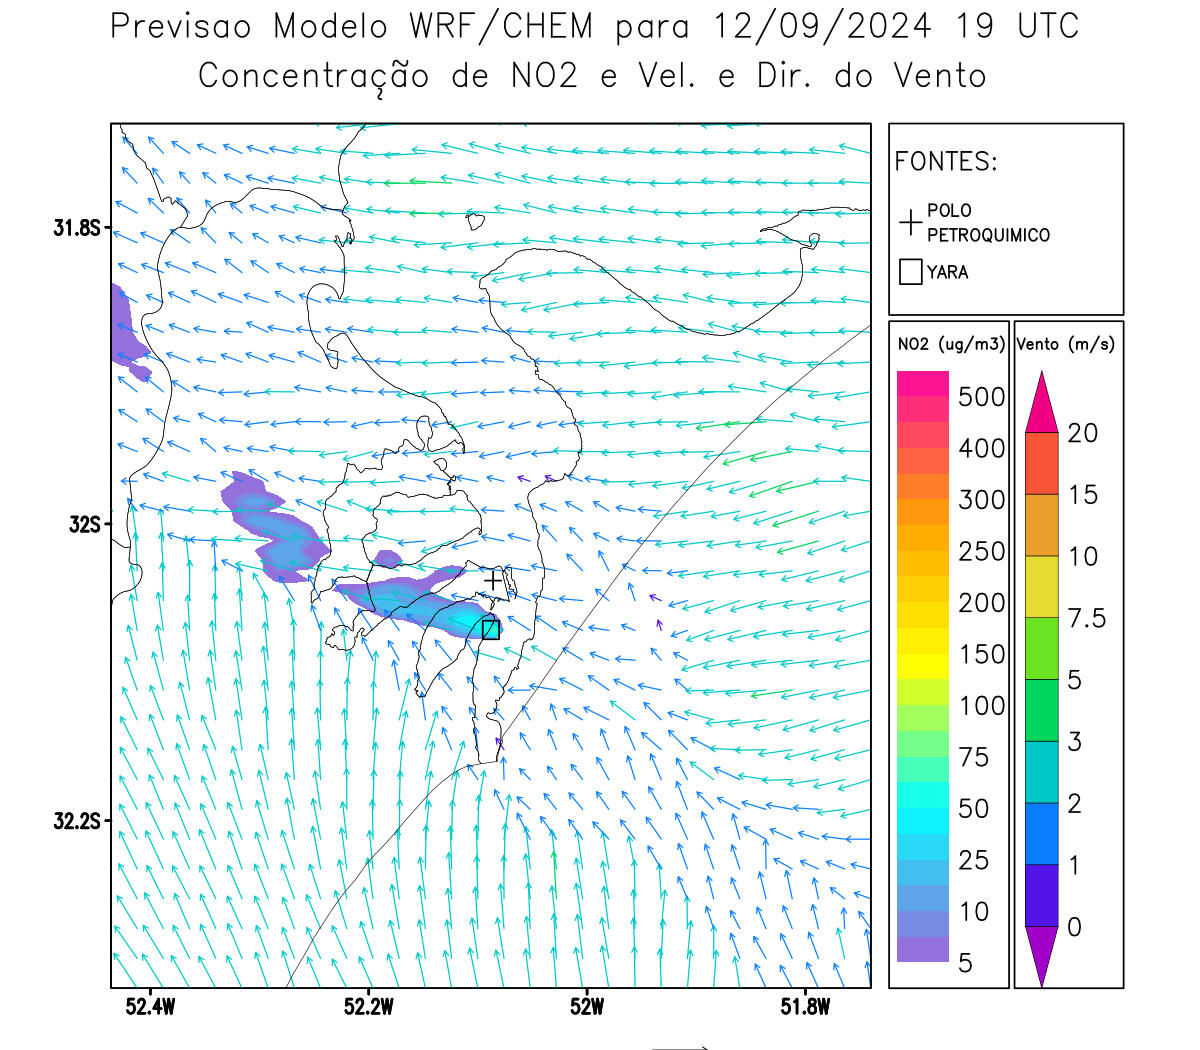 Previsao Modelo WRF/CHEM para 12/09/2024 19 UTC
Concentração de NO2 e Vel. e Dir. do Vento
FONTES:
POLO
PETROQUIMICO
YARA
NO2 (ug/m3)
500
400
300
250
200
150
100
75
50
25
10
5
Vento (m/s)
20
15
10
7.5
5
3
2
1
0
31.8S
32S
32.2S
52.4W
52.2W
52W
51.8W